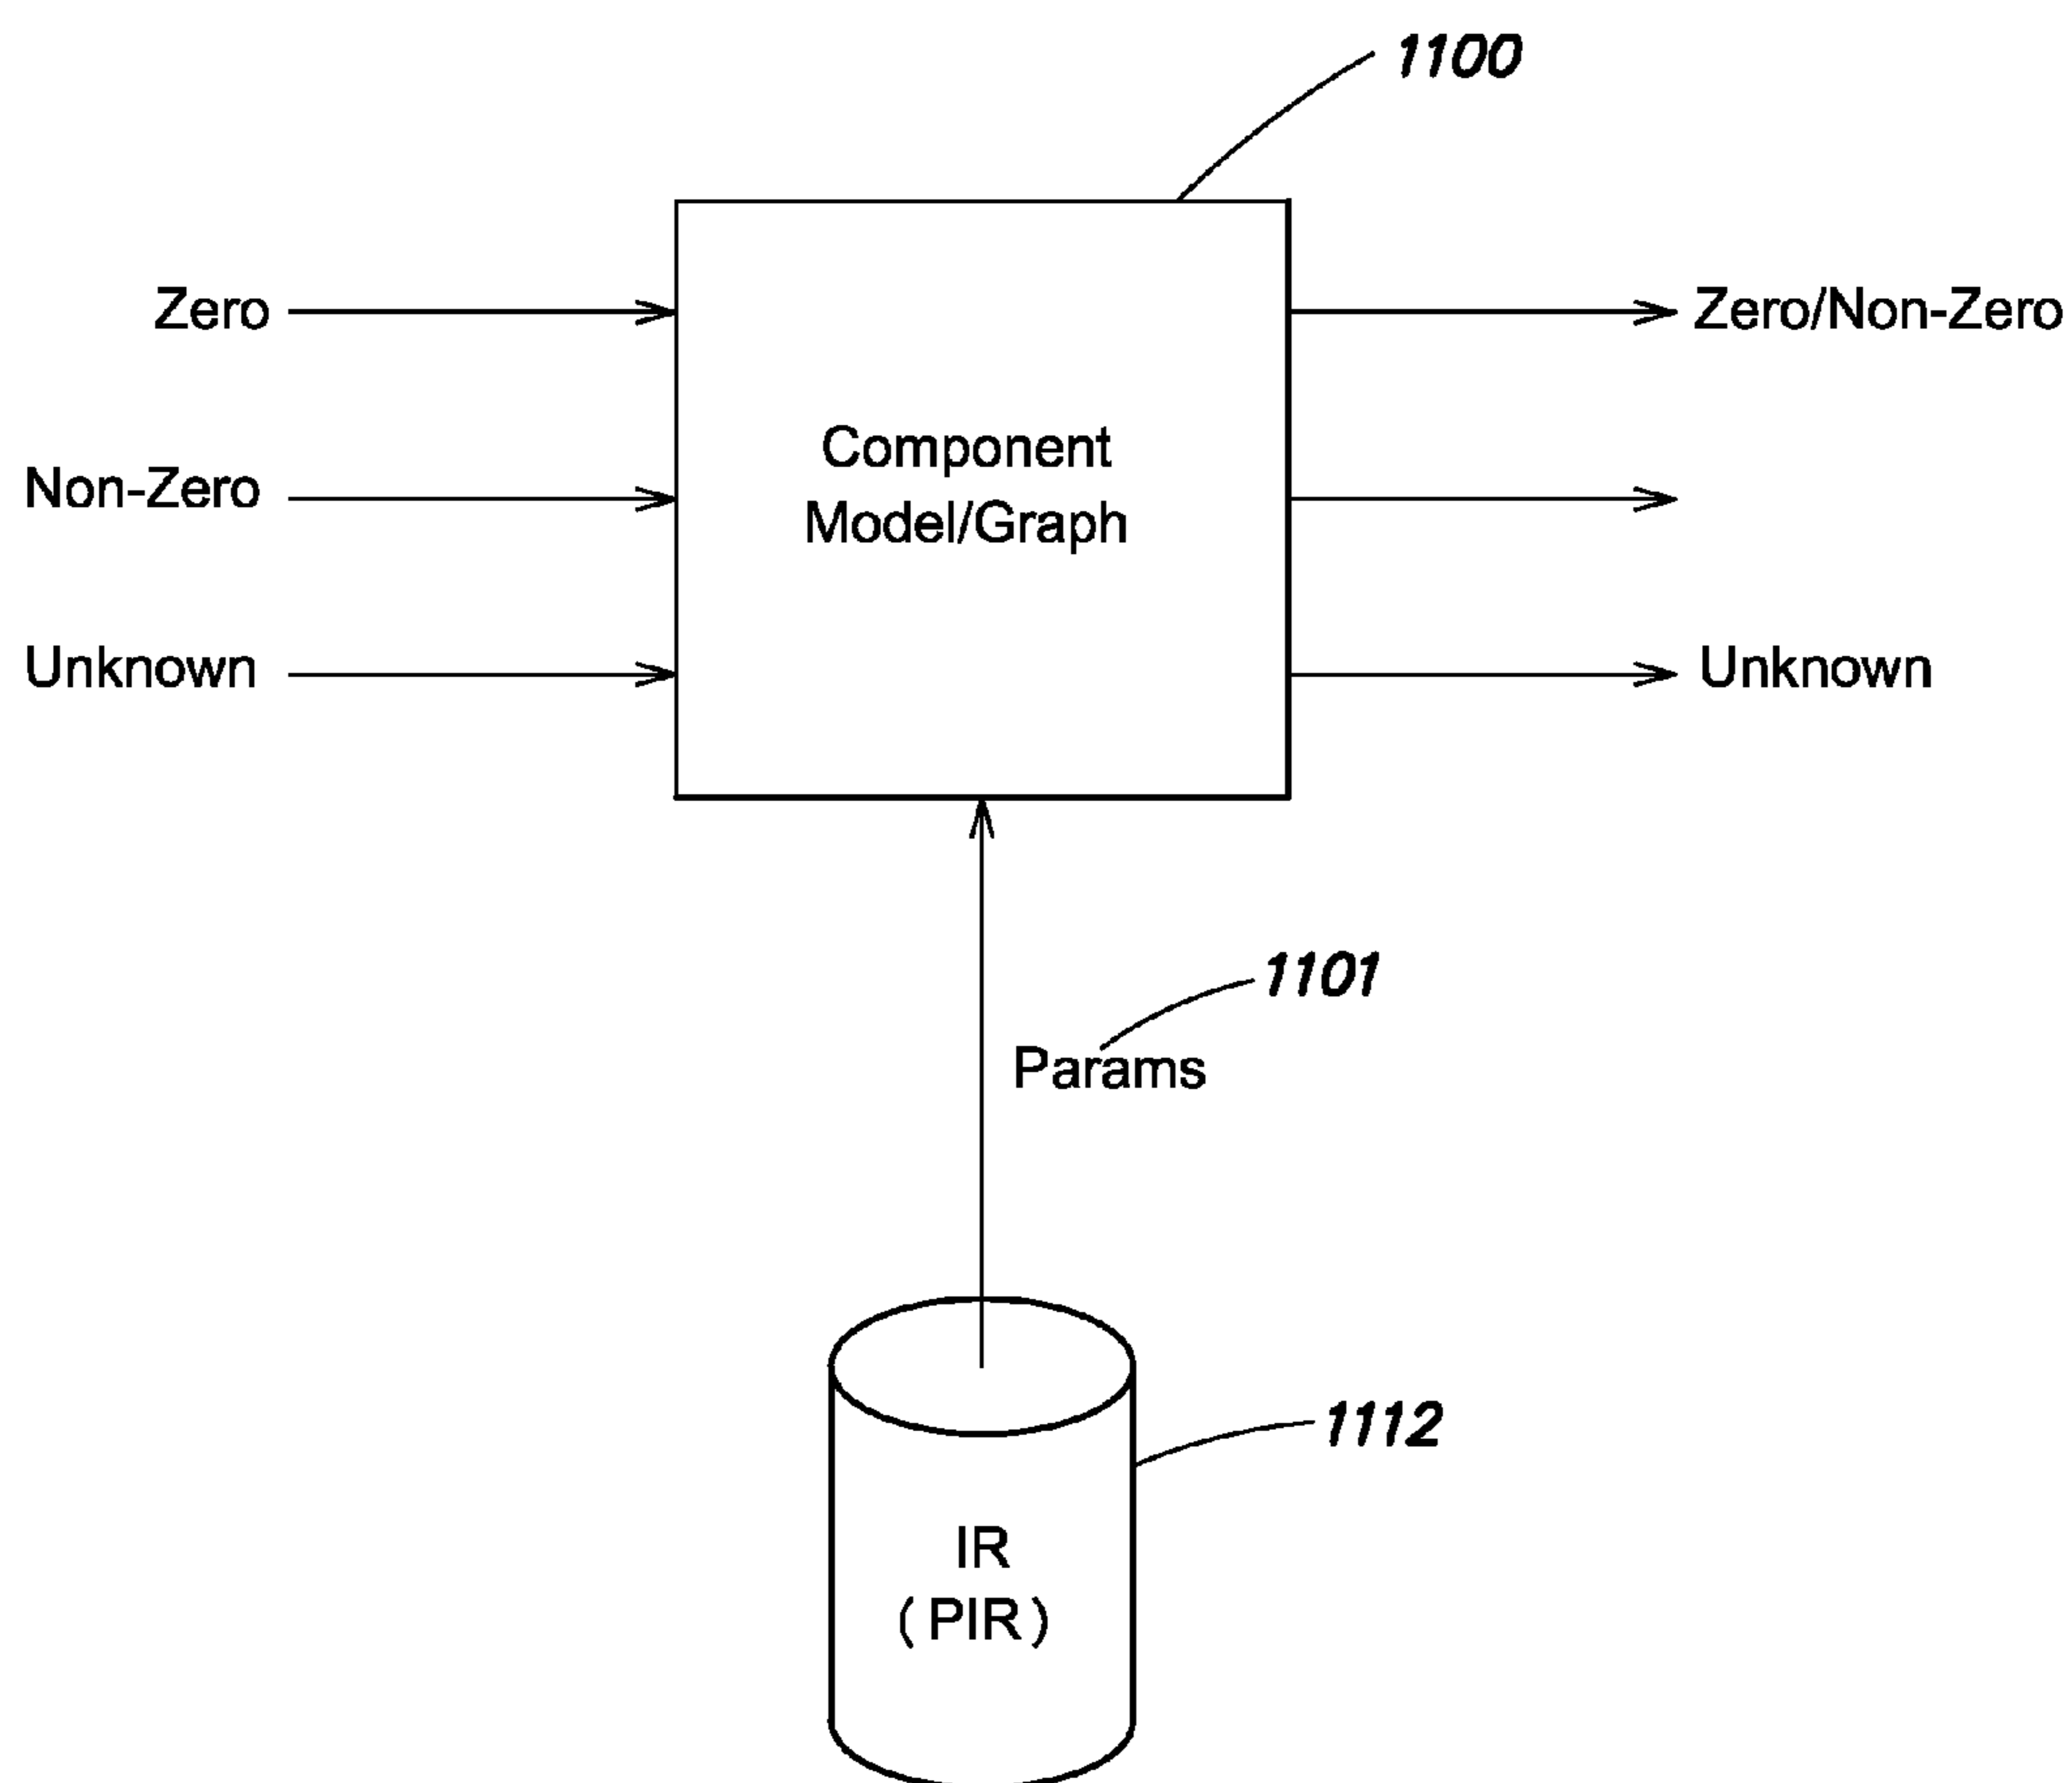 1100
Zero
Zero/Non-Zero
Component
Model/Graph
Non-Zero
Unknown
Unknown
1101
Params
1112
IR
(PIR)